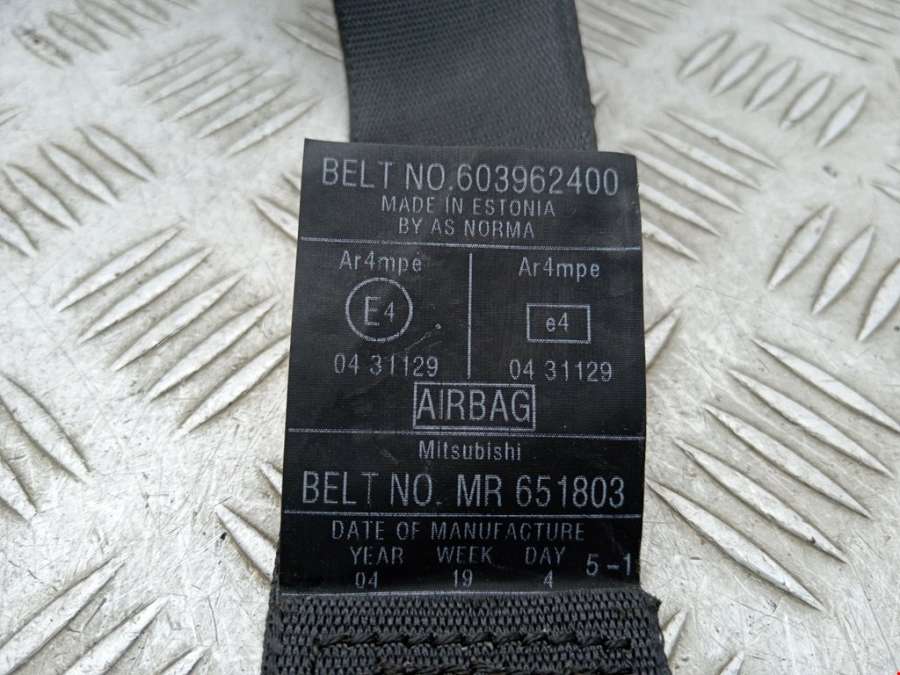 BELT NO.603962400
MADE IN ESTONIA
BY AS NORMA
Ar4mpe Ar4mpe
E4 e4
04 31129 04 31129
AIRBAG
Mitsubishi
BELT NO. MR 651803
DATE OF MANUFACTURE
YEAR WEEK DAY 5-1
04 19 4